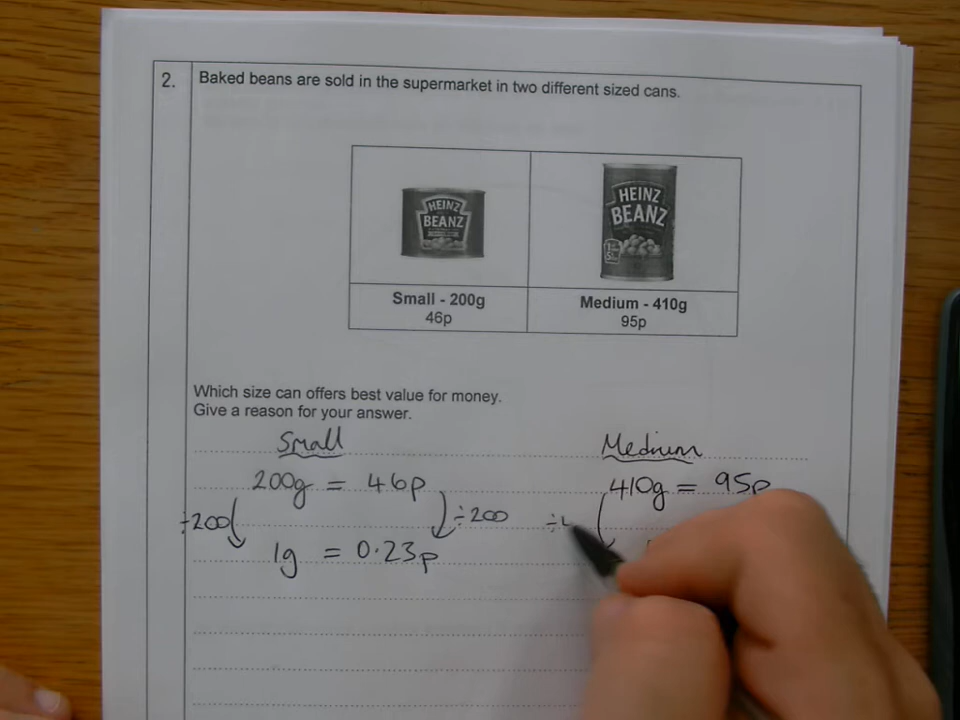 2. Baked beans are sold in the supermarket in two different sized cans.
HEINZ
BEANZ
HEINZ
BEANZ
Small - 200g
46p
Medium - 410g
95p
Which size can offers best value for money.
Give a reason for your answer.
Small
Medium
200g = 46p
410g = 95p
÷200
÷200
÷4
1g = 0.23p